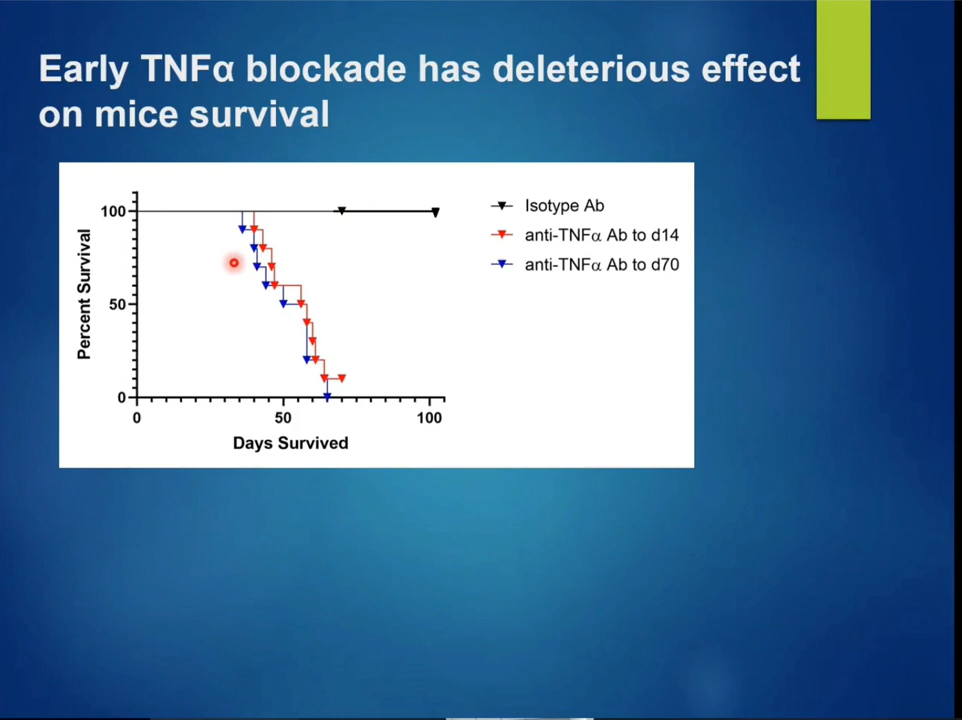 Early TNFα blockade has deleterious effect
on mice survival
Percent Survival
100
50
0
0
50
100
Days Survived
Isotype Ab
anti-TNFα Ab to d14
anti-TNFα Ab to d70